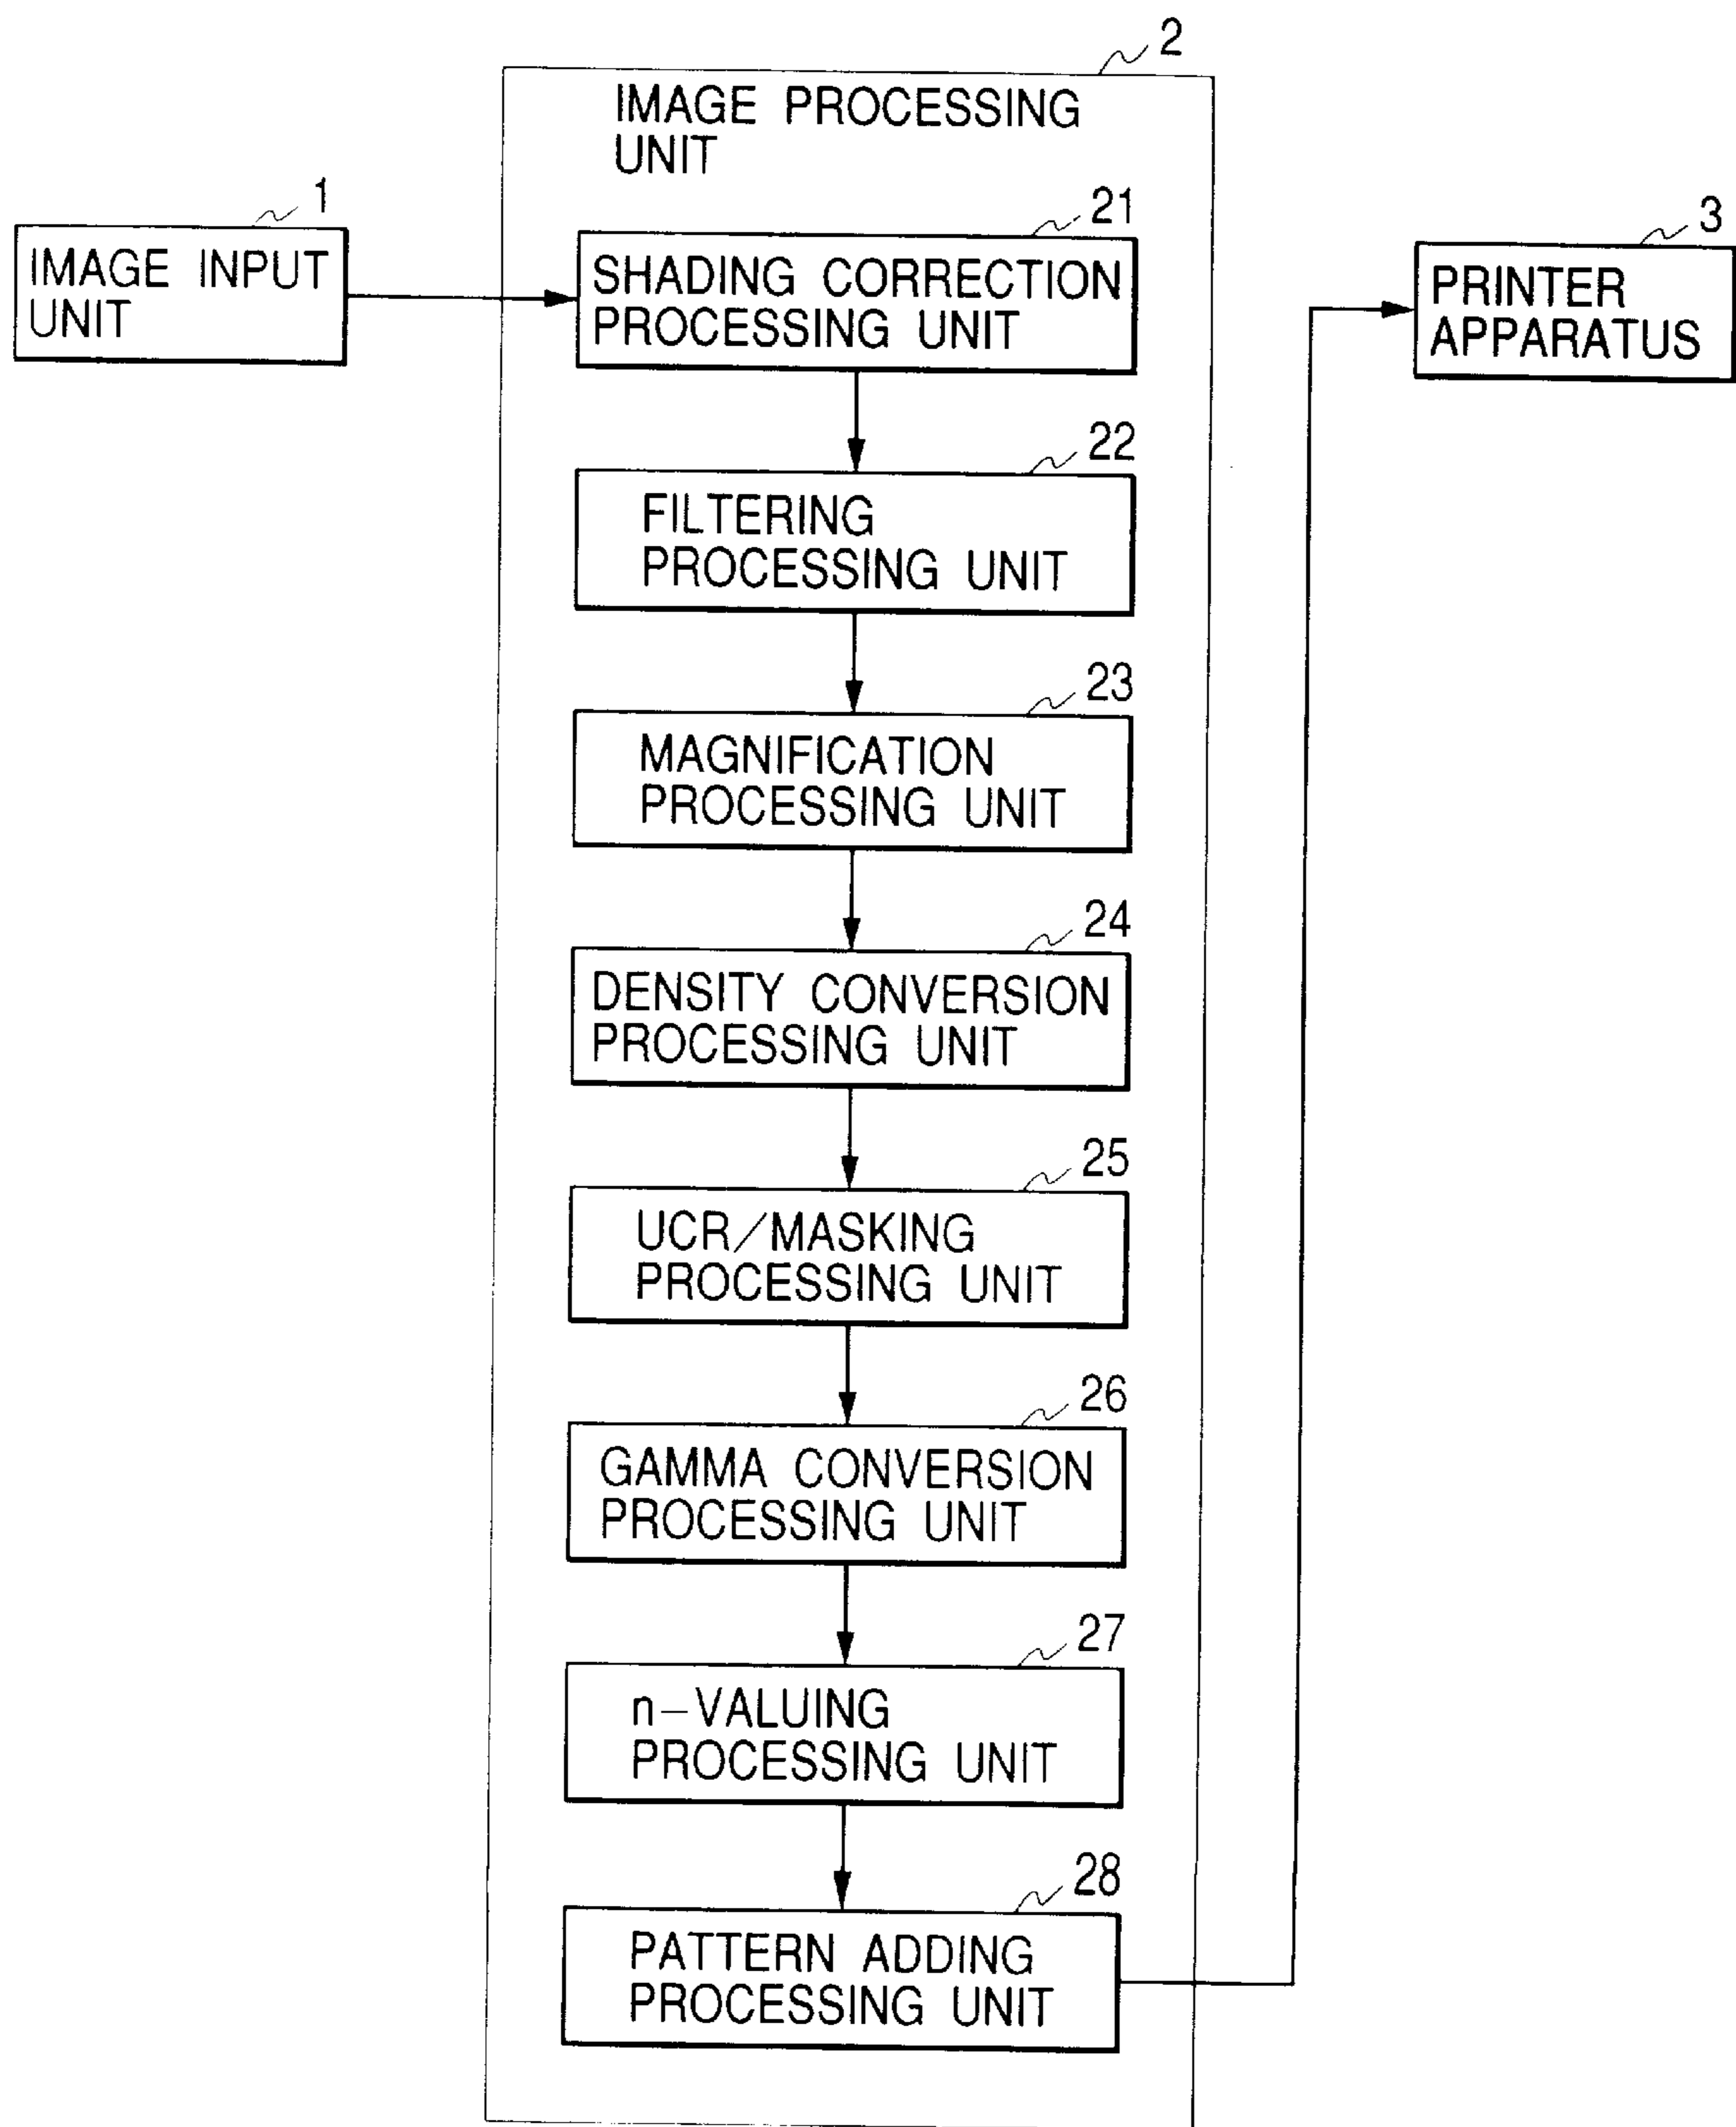 2
IMAGE PROCESSING
UNIT
1
IMAGE INPUT
UNIT
21
SHADING CORRECTION
PROCESSING UNIT
3
PRINTER
APPARATUS
22
FILTERING
PROCESSING UNIT
23
MAGNIFICATION
PROCESSING UNIT
24
DENSITY CONVERSION
PROCESSING UNIT
25
UCR/MASKING
PROCESSING UNIT
26
GAMMA CONVERSION
PROCESSING UNIT
27
n-VALUING
PROCESSING UNIT
28
PATTERN ADDING
PROCESSING UNIT